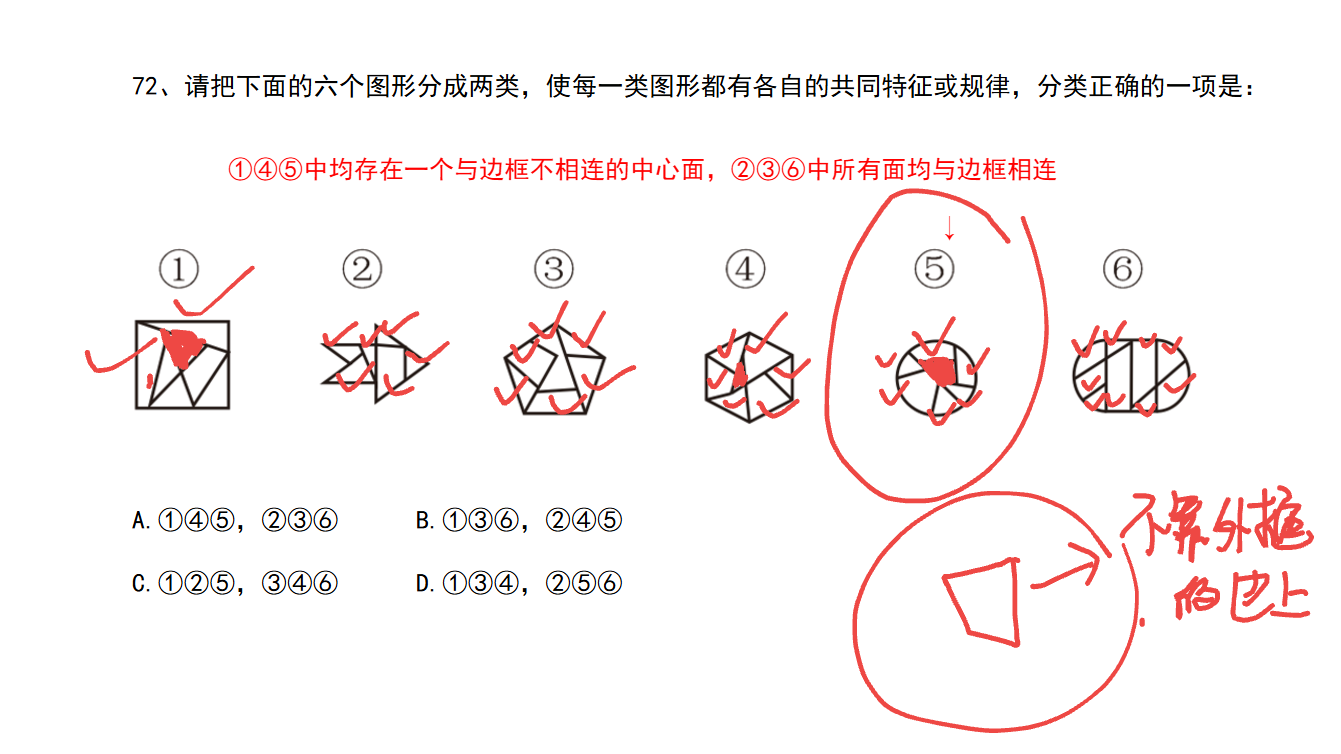 72、请把下面的六个图形分成两类，使每一类图形都有各自的共同特征或规律，分类正确的一项是：
①④⑤中均存在一个与边框不相连的中心面，②③⑥中所有面均与边框相连
↓
① ② ③ ④ ⑤ ⑥
A.①④⑤，②③⑥ B.①③⑥，②④⑤
C.①②⑤，③④⑥ D.①③④，②⑤⑥
不靠外框
的边上